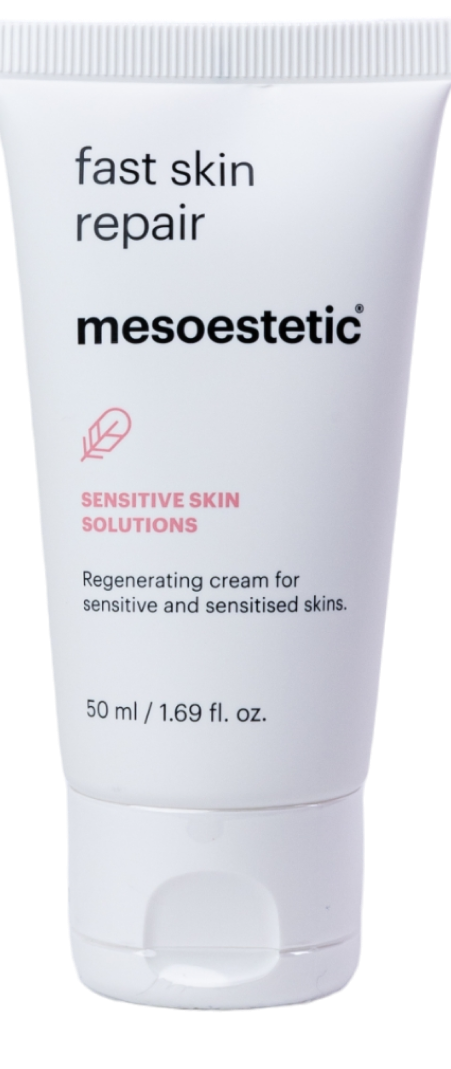 fast skin
repair
mesoestetic®
SENSITIVE SKIN
SOLUTIONS
Regenerating cream for
sensitive and sensitised skins.
50 ml / 1.69 fl. oz.